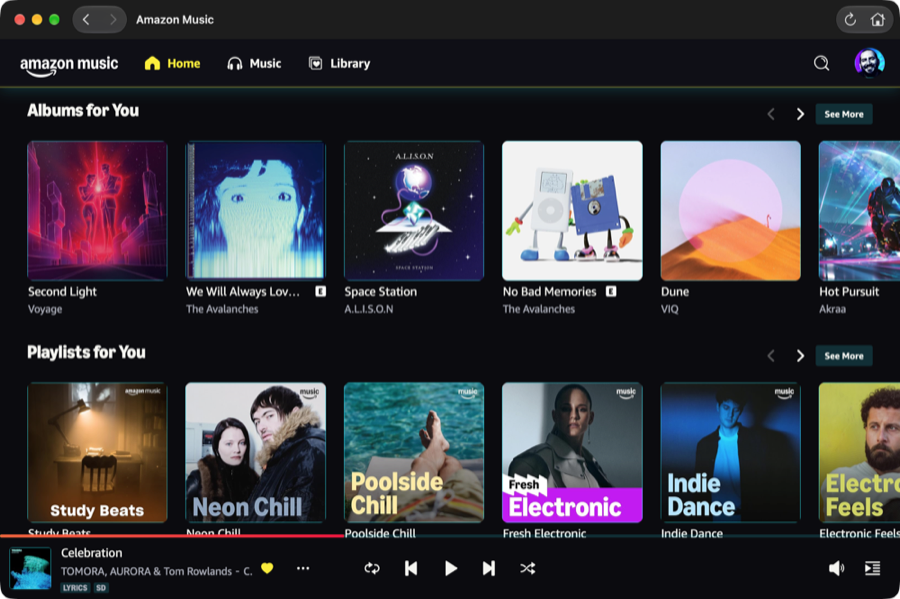 Amazon Music
amazon music
Home
Music
Library
Albums for You
See More
A.L.I.S.O.N
SPACE STATION
Second Light
We Will Always Lov... E
Space Station
No Bad Memories E
Dune
Hot Pursuit
Voyage
The Avalanches
A.L.I.S.O.N
The Avalanches
VIQ
Akraa
Playlists for You
See More
amazon music
Study Beats
music
Neon Chill
music
Poolside
Chill
music
Fresh
Electronic
music
Indie
Dance
Electro
Feels
Study Beats
Neon Chill
Poolside Chill
Fresh Electronic
Indie Dance
Electronic Feels
Celebration
TOMORA, AURORA & Tom Rowlands - C.
LYRICS SD